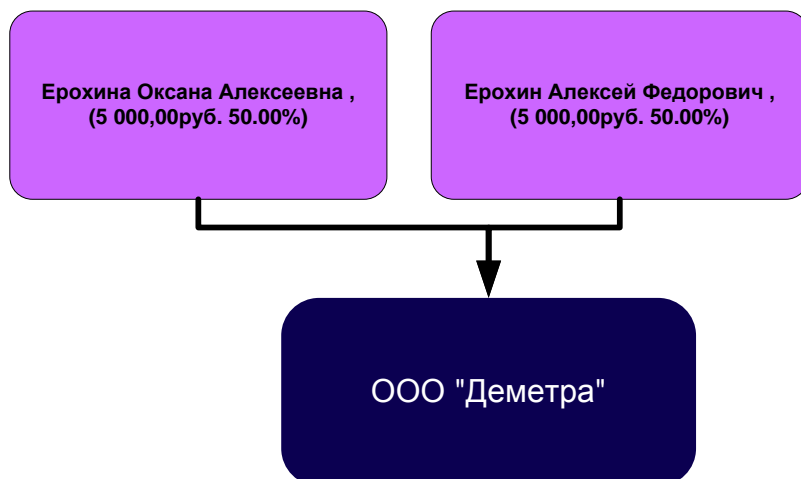 Ерохина Оксана Алексеевна ,
(5 000,00руб. 50.00%)
Ерохин Алексей Федорович ,
(5 000,00руб. 50.00%)
ООО "Деметра"